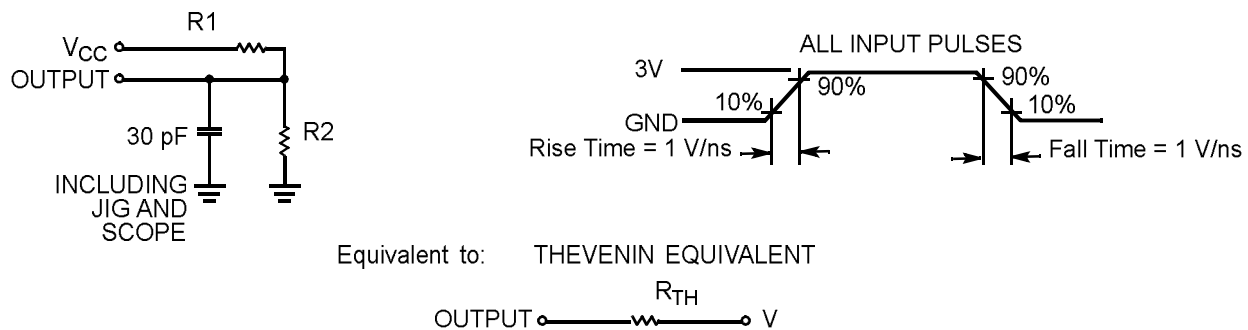 R1
VCC
OUTPUT
30 pF
R2
INCLUDING
JIG AND
SCOPE
ALL INPUT PULSES
3V
90%
90%
10%
10%
GND
Rise Time = 1 V/ns
Fall Time = 1 V/ns
Equivalent to: THEVENIN EQUIVALENT
RTH
OUTPUT
V